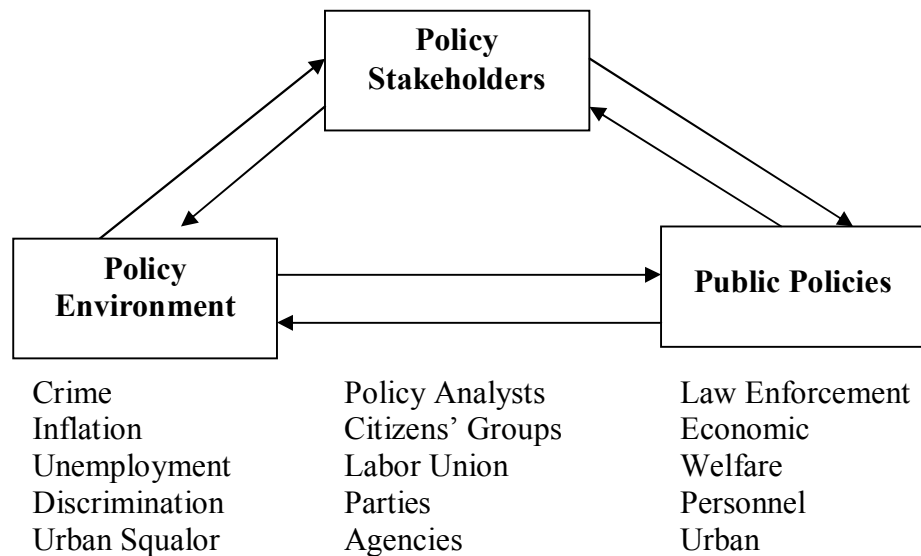 Policy
Stakeholders
Policy
Environment
Public Policies
Crime
Inflation
Unemployment
Discrimination
Urban Squalor
Policy Analysts
Citizens’ Groups
Labor Union
Parties
Agencies
Law Enforcement
Economic
Welfare
Personnel
Urban